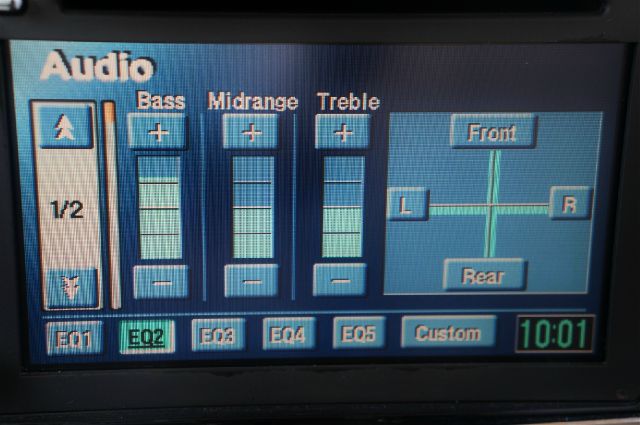 Audio
Bass Midrange Treble
+ + + Front
1/2 L R
- - - Rear
EQ1 EQ2 EQ3 EQ4 EQ5 Custom 10:01